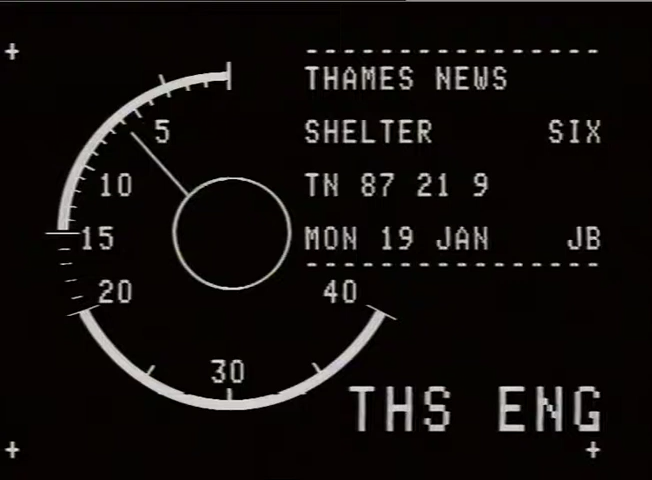 THAMES NEWS
SHELTER SIX
TN 87 21 9
MON 19 JAN JB
5
10
15
20
30
40
THS ENG